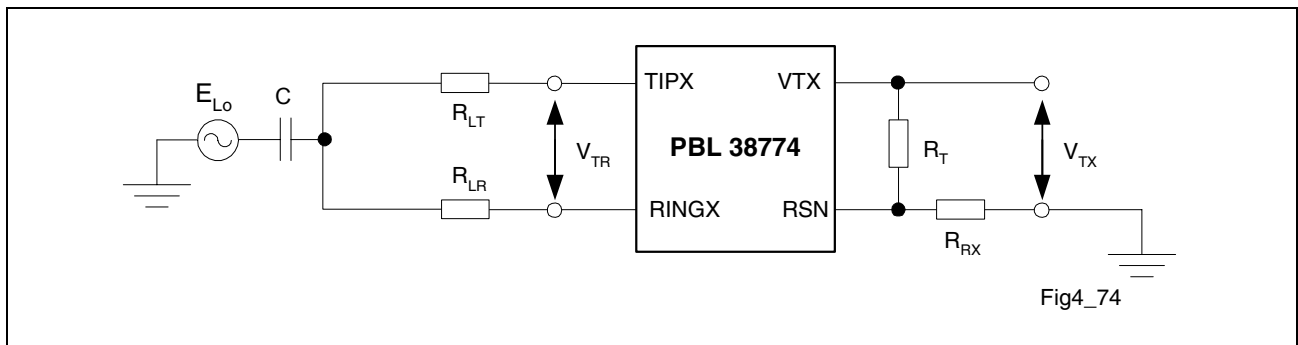 E_Lo
C
R_LT
R_LR
V_TR
TIPX
VTX
PBL 38774
RINGX
RSN
R_T
R_RX
V_TX
Fig4_74